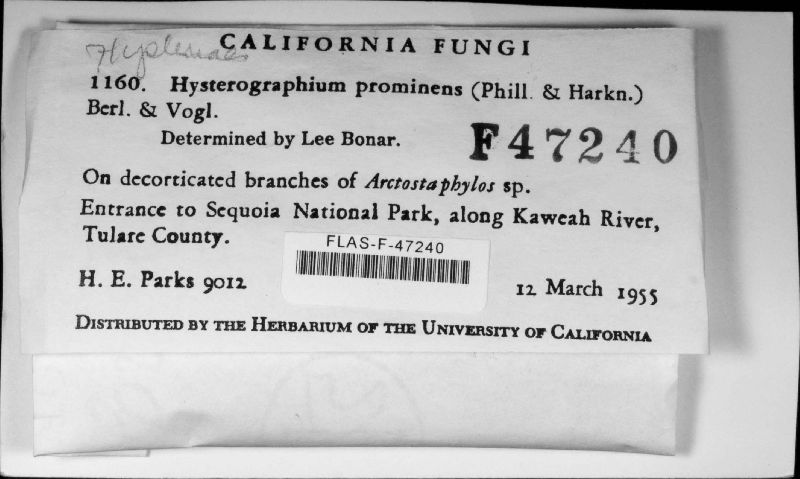 CALIFORNIA FUNGI
1160. Hysterographium prominens (Phill. & Harkn.)
Berl. & Vogl.
Determined by Lee Bonar.
F47240
On decorticated branches of Arctostaphylos sp.
Entrance to Sequoia National Park, along Kaweah River,
Tulare County.
FLAS-F-47240
H. E. Parks 9012
12 March 1955
DISTRIBUTED BY THE HERBARIUM OF THE UNIVERSITY OF CALIFORNIA